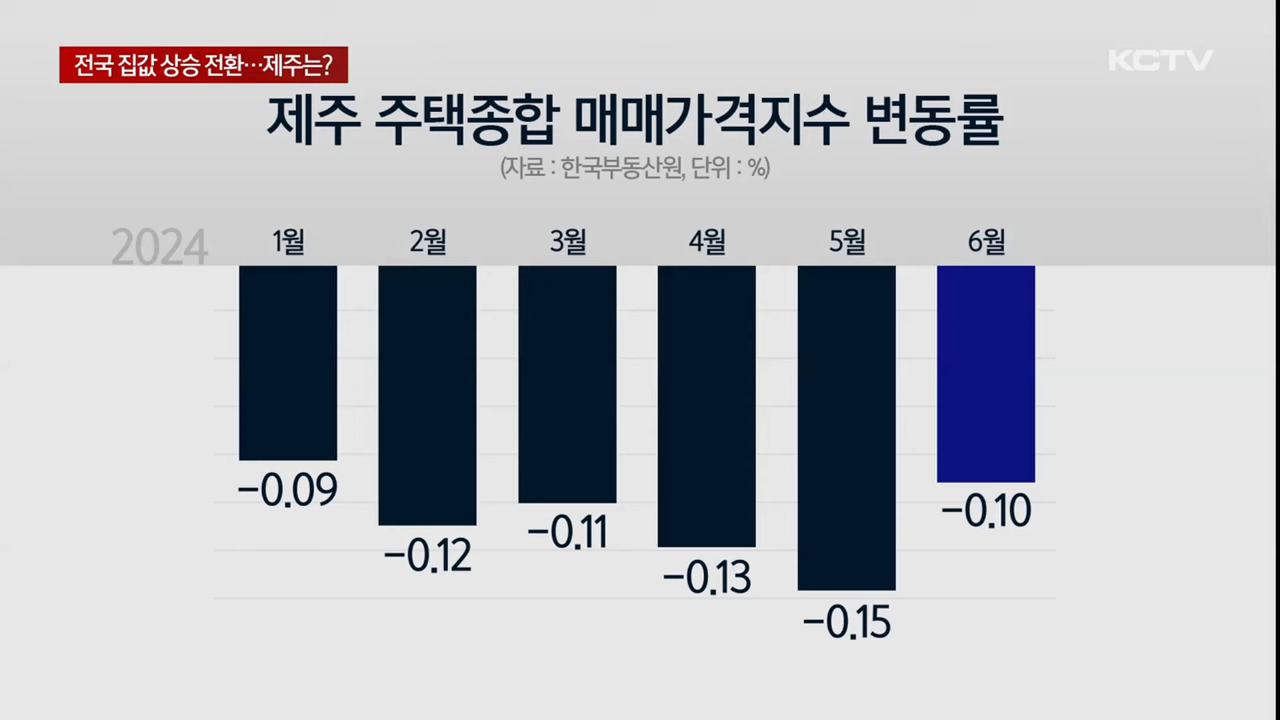 전국 집값 상승 전환…제주는?
KCTV
제주 주택종합 매매가격지수 변동률
(자료 : 한국부동산원, 단위 : %)
2024 1월 2월 3월 4월 5월 6월
-0.09 -0.12 -0.11 -0.13 -0.15 -0.10